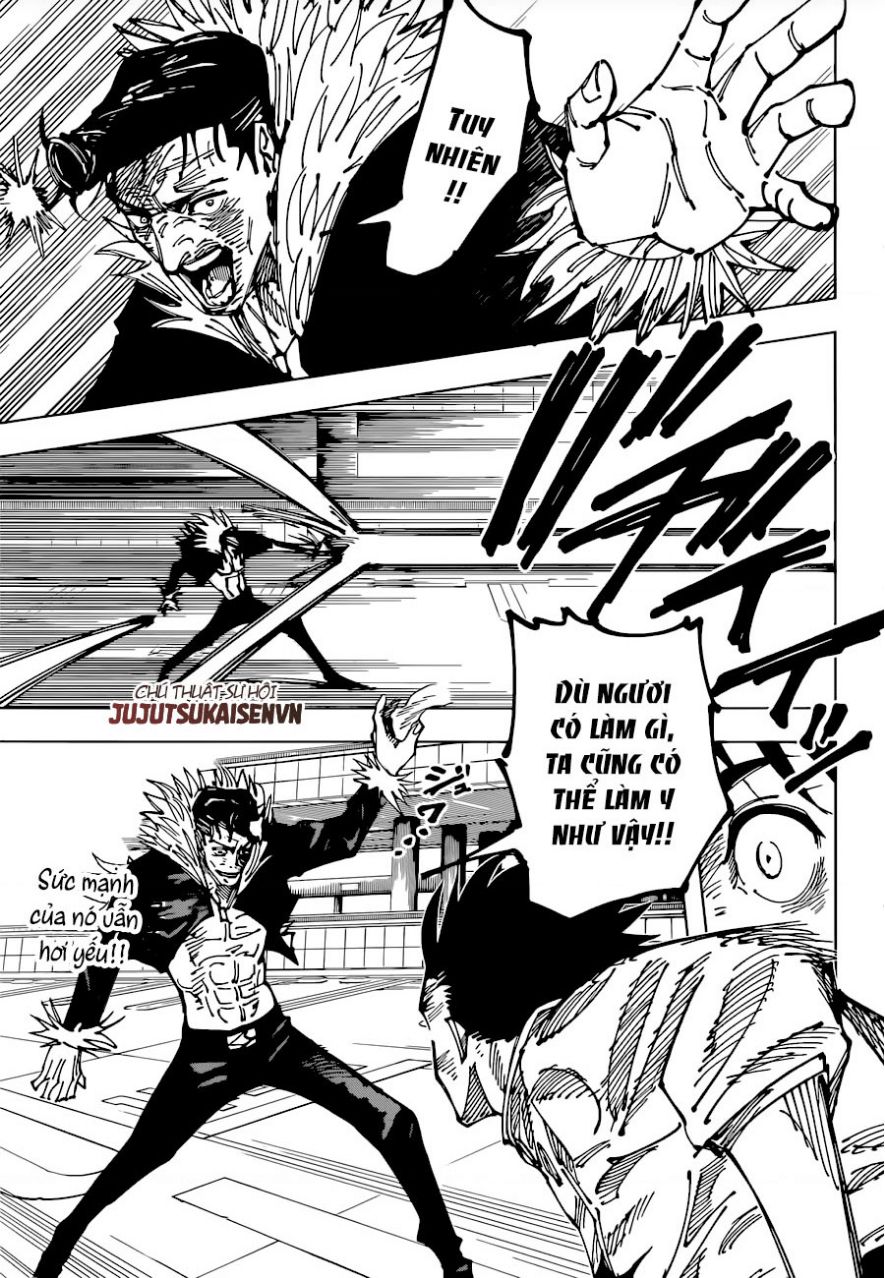 TUY
NHIÊN
!!
DÙ NGƯƠI
CÓ LÀM GÌ,
TA CŨNG CÓ
THỂ LÀM Y
NHƯ VẬY!!
CHÚ THUẬT SƯ HỘI
JUJUTSUKAISENVN
Sức mạnh
của nó vẫn
hơi yếu!!